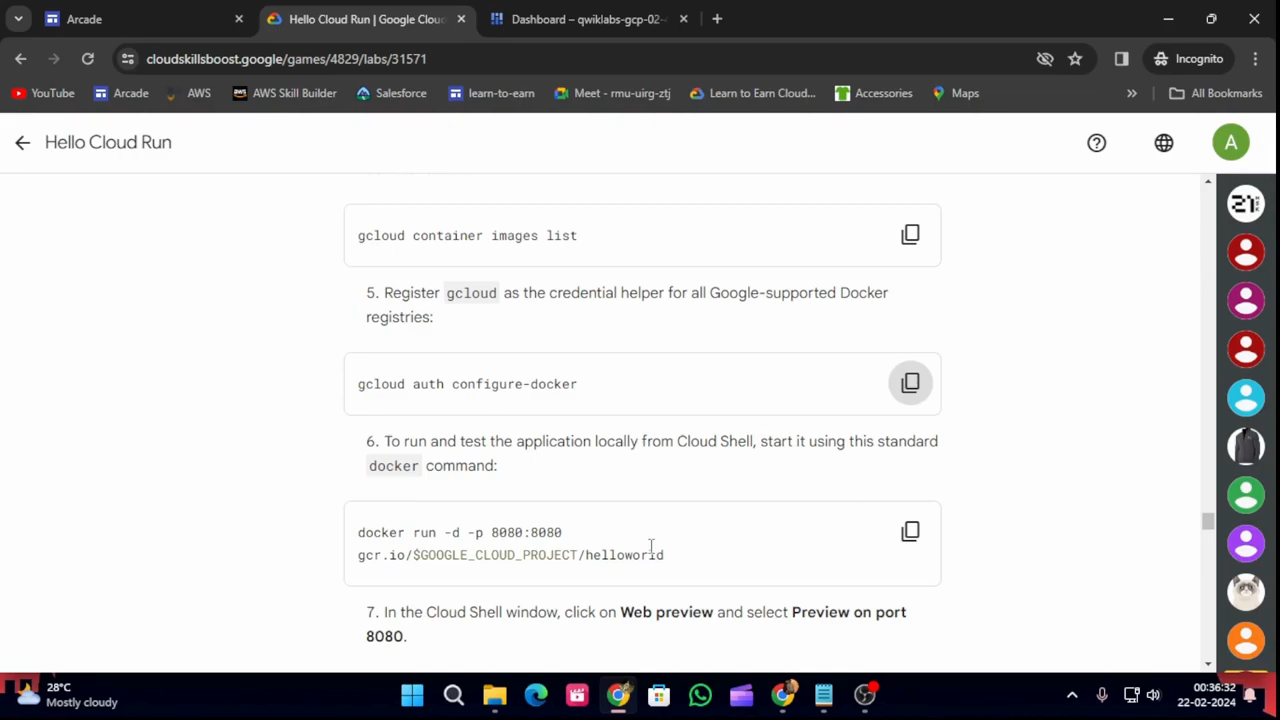 Arcade
Hello Cloud Run | Google Clou
Dashboard – qwiklabs-gcp-02-
cloudskillsboost.google/games/4829/labs/31571
Incognito
YouTube
Arcade
AWS
AWS Skill Builder
Salesforce
learn-to-earn
Meet - rmu-uirg-ztj
Learn to Earn Cloud...
Accessories
Maps
All Bookmarks
Hello Cloud Run
A
gcloud container images list
5. Register gcloud as the credential helper for all Google-supported Docker
registries:
gcloud auth configure-docker
6. To run and test the application locally from Cloud Shell, start it using this standard
docker command:
docker run -d -p 8080:8080
gcr.io/$GOOGLE_CLOUD_PROJECT/helloworld
7. In the Cloud Shell window, click on Web preview and select Preview on port
8080.
28°C
Mostly cloudy
00:36:32
22-02-2024